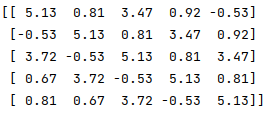 [[ 5.13 0.81 3.47 0.92 -0.53]
[-0.53 5.13 0.81 3.47 0.92]
[ 3.72 -0.53 5.13 0.81 3.47]
[ 0.67 3.72 -0.53 5.13 0.81]
[ 0.81 0.67 3.72 -0.53 5.13]]